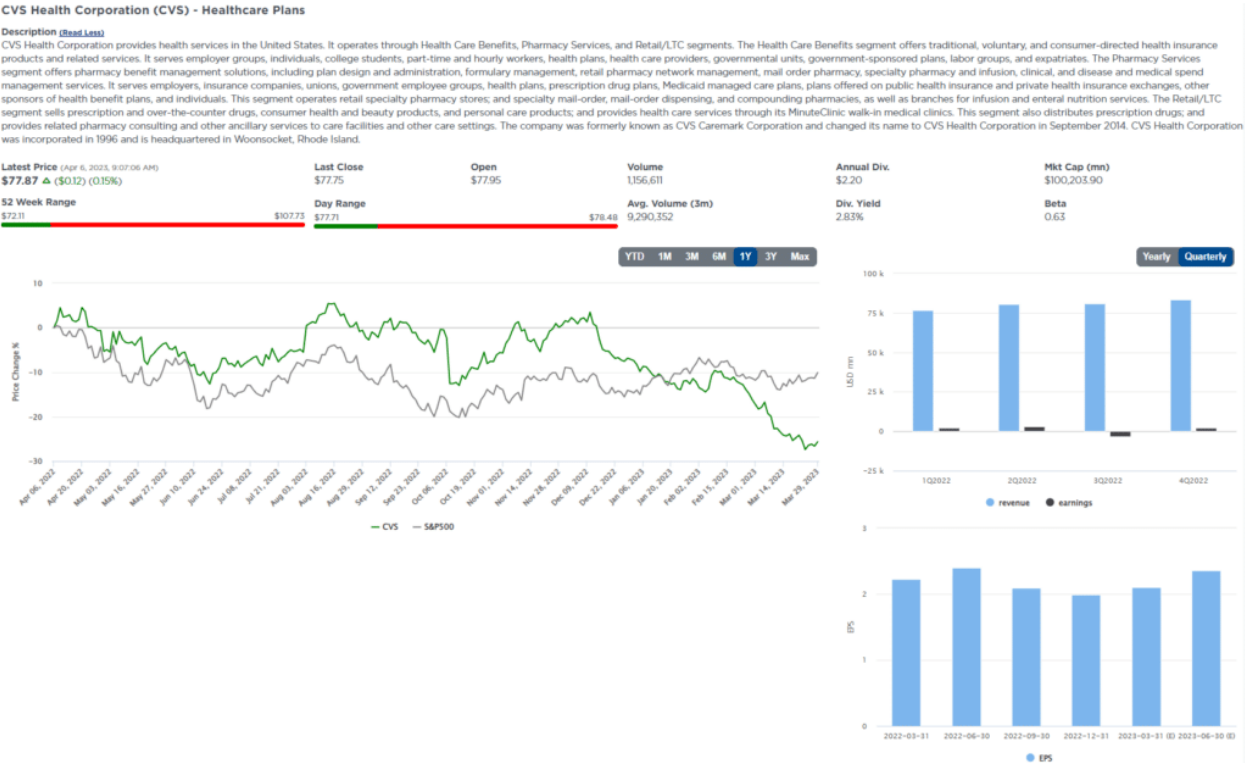 CVS Health Corporation (CVS) - Healthcare Plans
Description (Read Less)
CVS Health Corporation provides health services in the United States. It operates through Health Care Benefits, Pharmacy Services, and Retail/LTC segments. The Health Care Benefits segment offers traditional, voluntary, and consumer-directed health insurance
products and related services. It serves employer groups, individuals, college students, part-time and hourly workers, health plans, health care providers, governmental units, government-sponsored plans, labor groups, and expatriates. The Pharmacy Services
segment offers pharmacy benefit management solutions, including plan design and administration, formulary management, retail pharmacy network management, mail order pharmacy, specialty pharmacy and infusion, clinical, and disease and medical spend
management services. It serves employers, insurance companies, unions, government employee groups, health plans, prescription drug plans, Medicaid managed care plans, plans offered on public health insurance and private health insurance exchanges, other
sponsors of health benefit plans, and individuals. This segment operates retail specialty pharmacy stores; and specialty mail-order, mail-order dispensing, and compounding pharmacies, as well as branches for infusion and enteral nutrition services. The Retail/LTC
segment sells prescription and over-the-counter drugs, consumer health and beauty products, and personal care products; and provides health care services through its MinuteClinic walk-in medical clinics. This segment also distributes prescription drugs; and
provides related pharmacy consulting and other ancillary services to care facilities and other care settings. The company was formerly known as CVS Caremark Corporation and changed its name to CVS Health Corporation in September 2014. CVS Health Corporation
was incorporated in 1996 and is headquartered in Woonsocket, Rhode Island.
Latest Price (Apr 6, 2023, 9:07:06 AM) Last Close Open Volume Annual Div. Mkt Cap (mn)
$77.87 ($0.12) (0.15%) $77.75 $77.95 1,156,611 $2.20 $100,203.90
52 Week Range Day Range Avg. Volume (3m) Div. Yield Beta
$72.11 $107.73 $77.71 $78.48 9,290,352 2.83% 0.63
YTD 1M 3M 6M 1Y 3Y Max
10
0
-10
-20
-30
Price Change %
Apr 06, 2022 Apr 20, 2022 May 03, 2022 May 16, 2022 May 27, 2022 Jun 10, 2022 Jun 24, 2022 Jul 08, 2022 Jul 21, 2022 Aug 03, 2022 Aug 16, 2022 Aug 29, 2022 Sep 12, 2022 Sep 23, 2022 Oct 06, 2022 Oct 19, 2022 Nov 01, 2022 Nov 14, 2022 Nov 28, 2022 Dec 09, 2022 Dec 22, 2022 Jan 06, 2023 Jan 20, 2023 Feb 02, 2023 Feb 15, 2023 Mar 01, 2023 Mar 14, 2023 Mar 29, 2023
CVS S&P500
Yearly Quarterly
100 k
75 k
50 k
25 k
0
-25 k
USD mn
1Q2022 2Q2022 3Q2022 4Q2022
revenue earnings
3
2
1
0
EPS
2022-03-31 2022-06-30 2022-09-30 2022-12-31 2023-03-31 (E) 2023-06-30 (E)
EPS